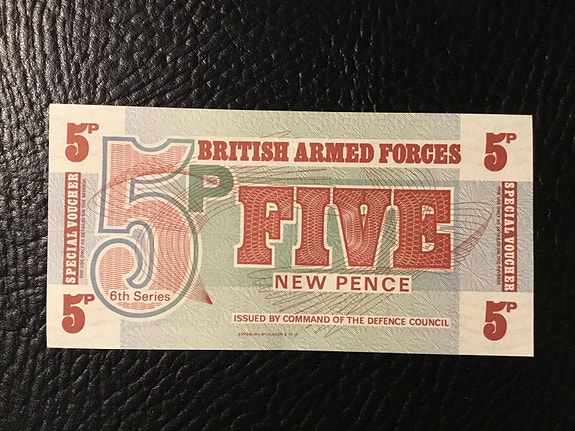 5P
5P
BRITISH ARMED FORCES
5P
FIVE
NEW PENCE
6th Series
ISSUED BY COMMAND OF THE DEFENCE COUNCIL
SPECIAL VOUCHER
SPECIAL VOUCHER
5P
5P